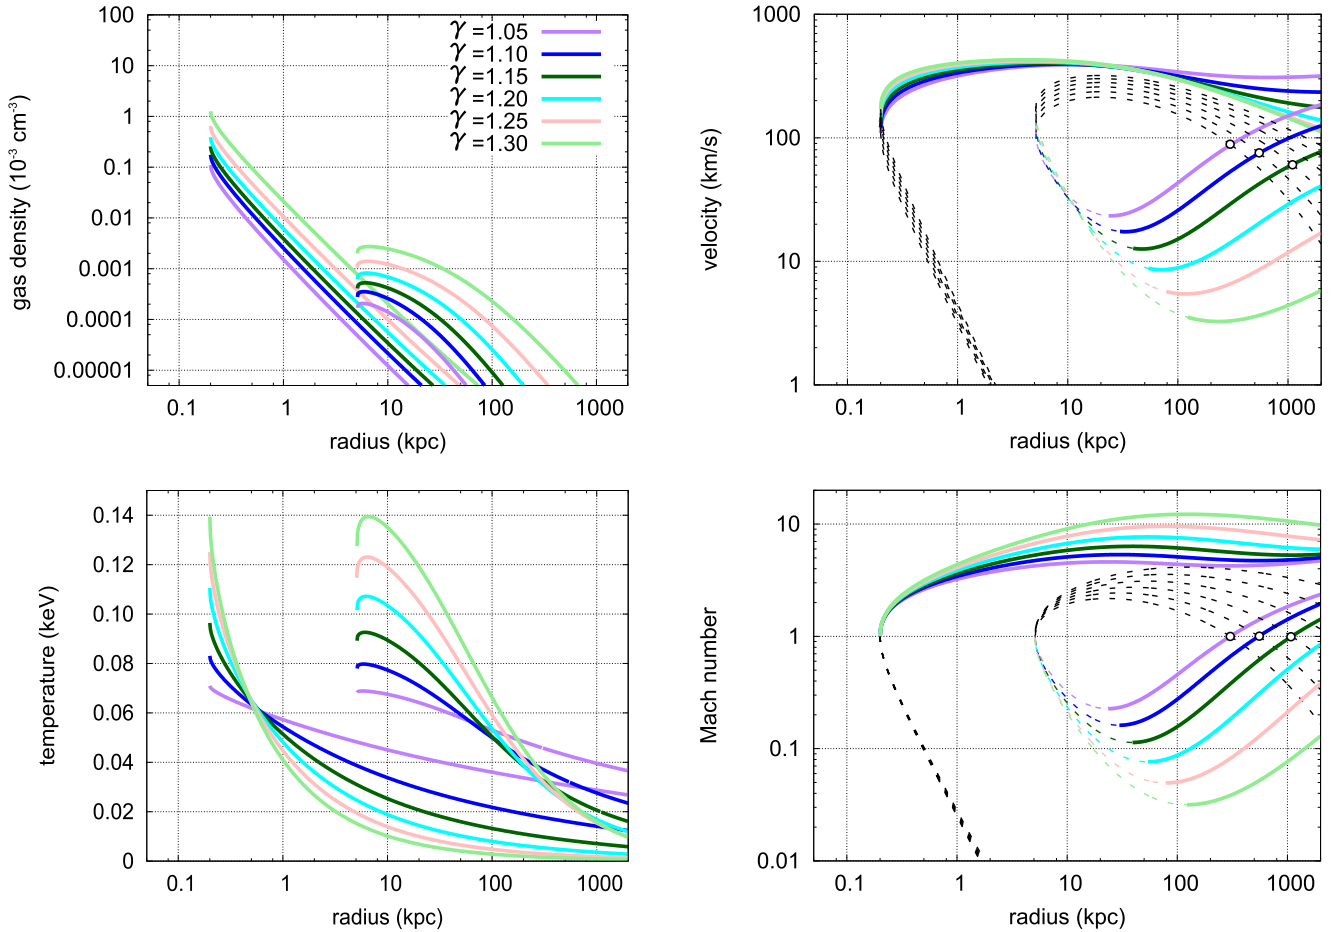 100
10
1
0.1
0.01
0.001
0.0001
0.00001
gas density (10⁻³ cm⁻³)
γ =1.05
γ =1.10
γ =1.15
γ =1.20
γ =1.25
γ =1.30
0.1 1 10 100 1000
radius (kpc)
1000
100
10
1
velocity (km/s)
0.1 1 10 100 1000
radius (kpc)
0.14
0.12
0.10
0.08
0.06
0.04
0.02
0
temperature (keV)
0.1 1 10 100 1000
radius (kpc)
10
1
0.1
0.01
Mach number
0.1 1 10 100 1000
radius (kpc)